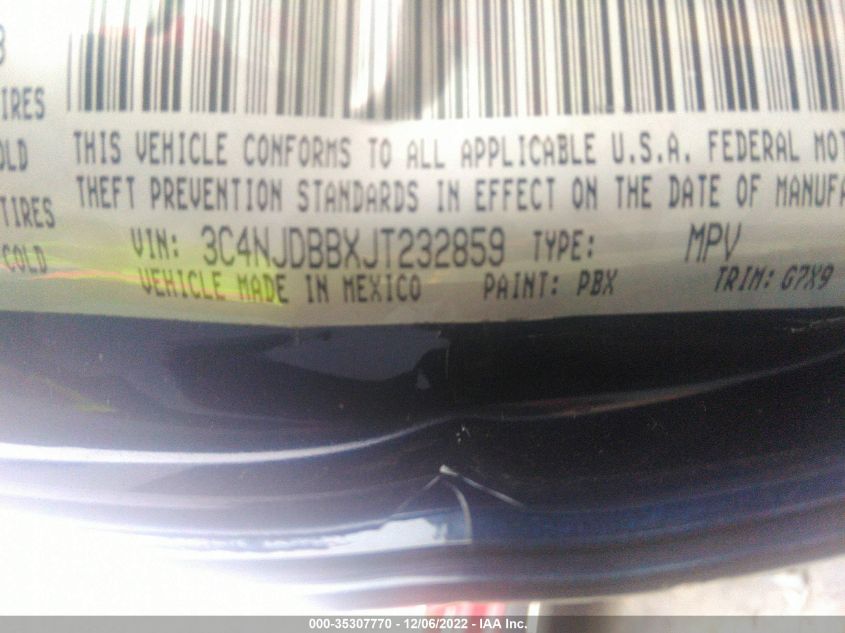 IRES
OLD
THIS VEHICLE CONFORMS TO ALL APPLICABLE U.S.A. FEDERAL MOT
THEFT PREVENTION STANDARDS IN EFFECT ON THE DATE OF MANUFA
TIRES
COLD
VIN: 3C4NJDBBXJT232859 TYPE: MPV
VEHICLE MADE IN MEXICO PAINT: PBX TRIM: G7X9
000-35307770 - 12/06/2022 - IAA Inc.